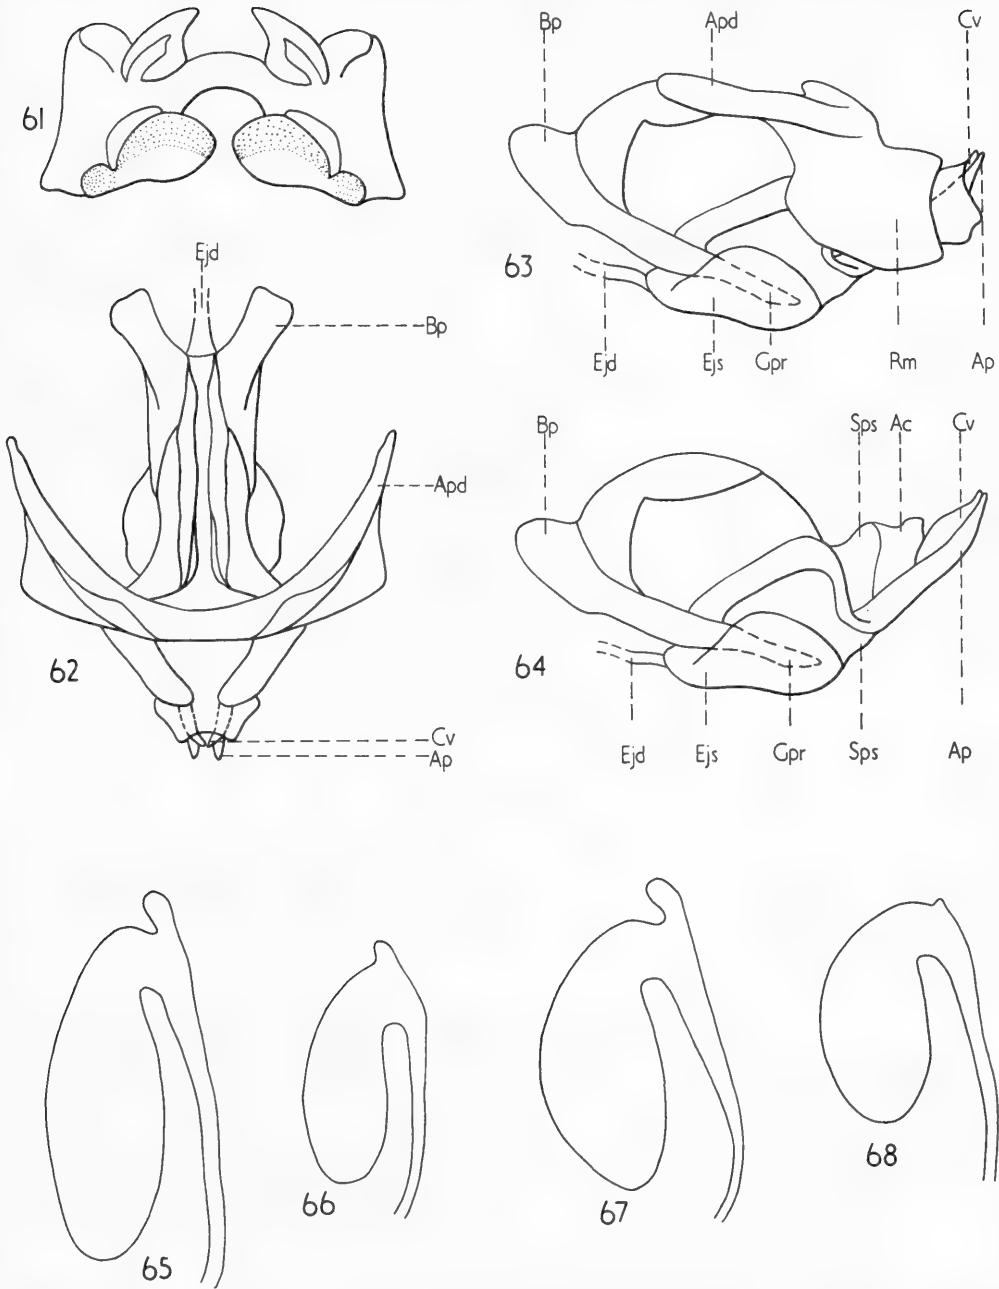 61
Ejd
Bp
Apd
62
Cv
Ap
Bp Apd Cv
63
Ejd Ejs Gpr Rm Ap
Bp Sps Ac Cv
64
Ejd Ejs Gpr Sps Ap
65
66
67
68